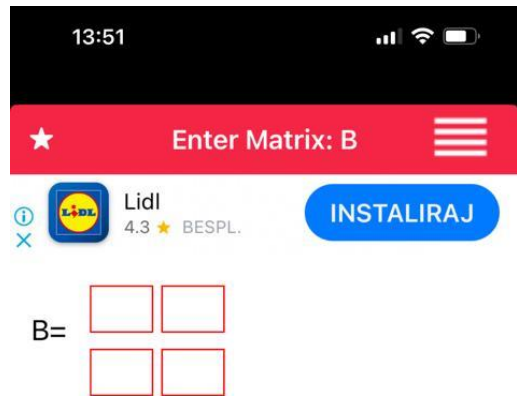 13:51
Enter Matrix: B
Lidl
LiDL
4.3 ★ BESPL.
INSTALIRAJ
B=